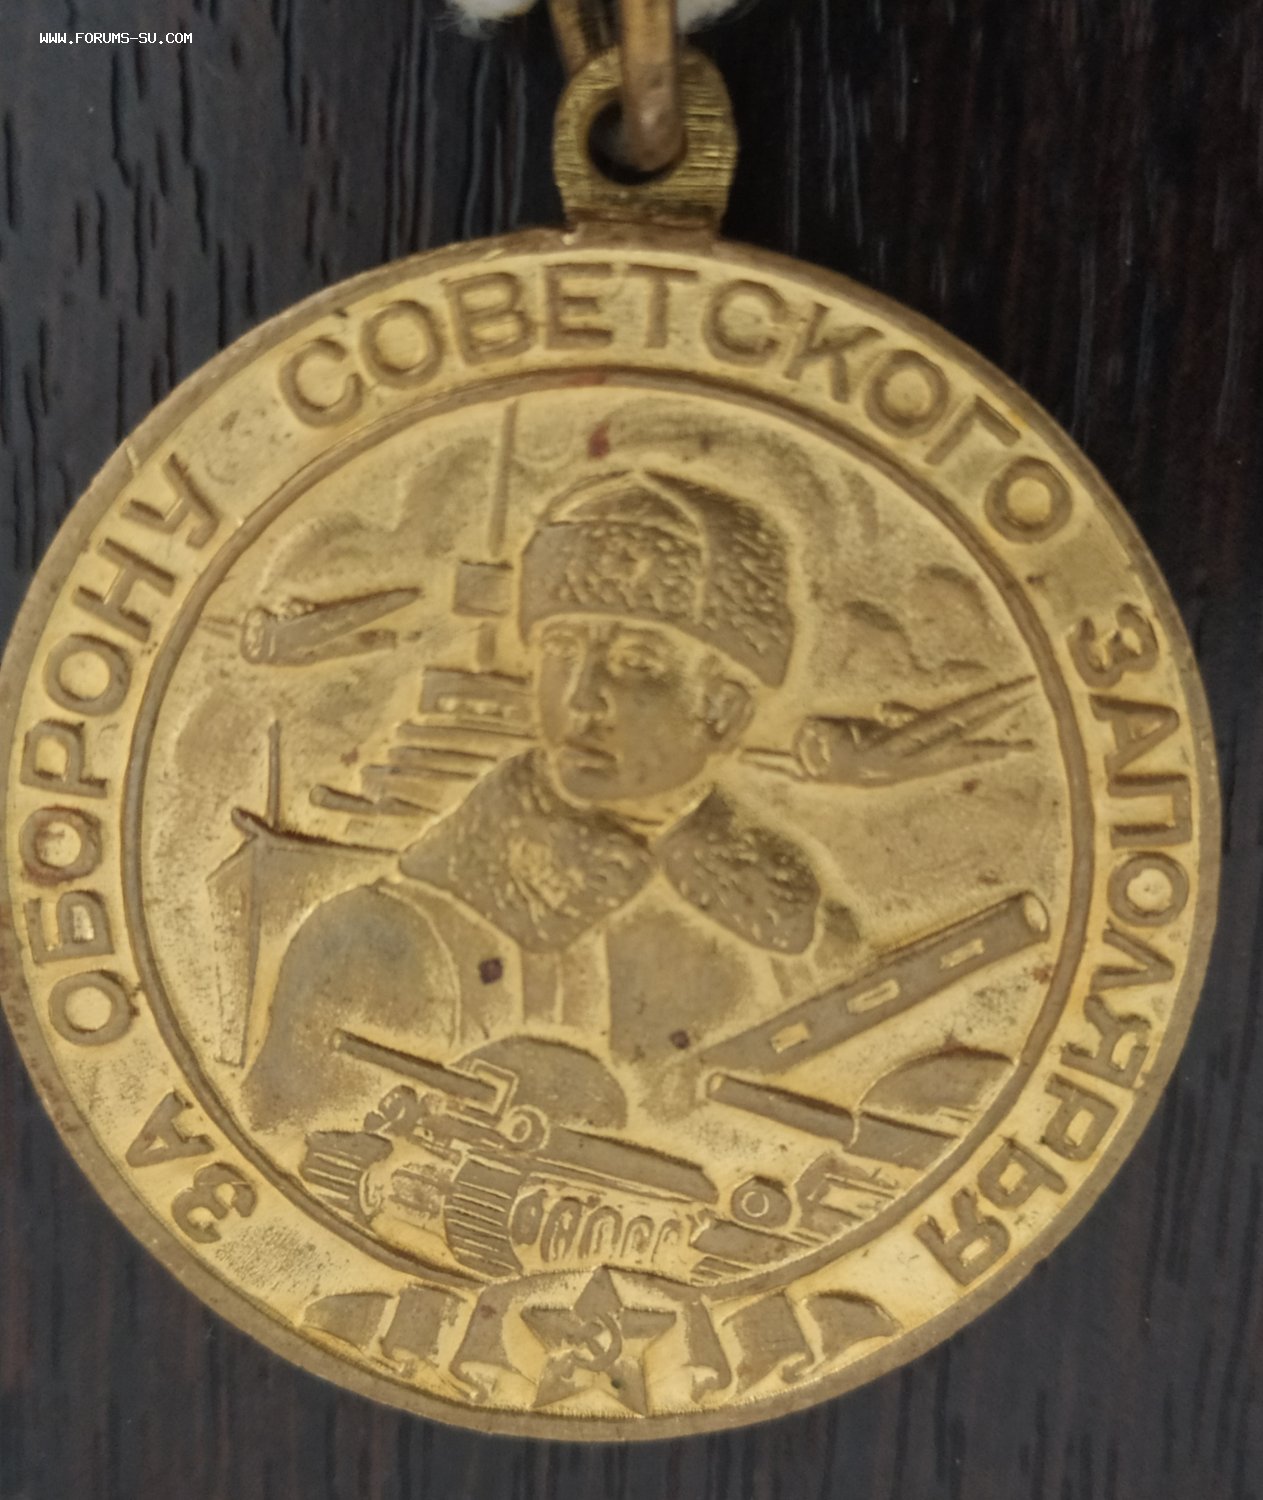 WWW.FORUMS-SU.COM
ЗА ОБОРОНУ СОВЕТСКОГО ЗАПОЛЯРЬЯ